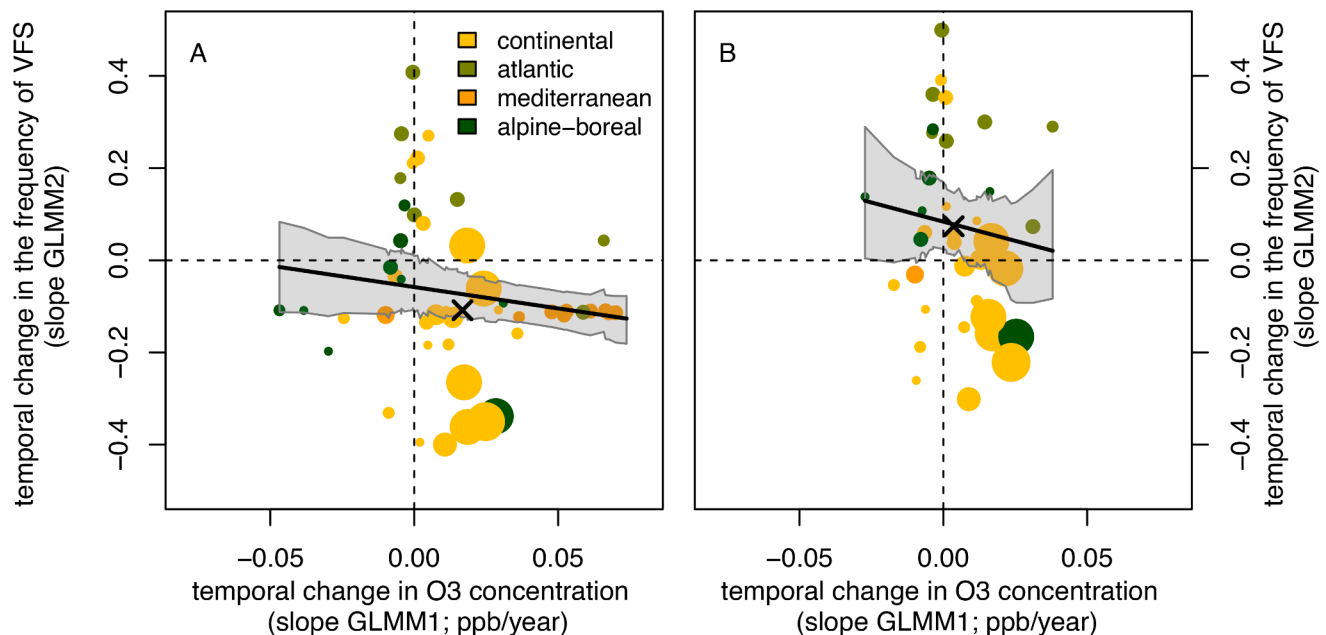 temporal change in the frequency of VFS
(slope GLMM2)
A
continental
atlantic
mediterranean
alpine−boreal
0.4
0.2
0.0
−0.2
−0.4
−0.05
0.00
0.05
temporal change in O3 concentration
(slope GLMM1; ppb/year)
B
0.4
0.2
0.0
−0.2
−0.4
temporal change in the frequency of VFS
(slope GLMM2)
−0.05
0.00
0.05
temporal change in O3 concentration
(slope GLMM1; ppb/year)